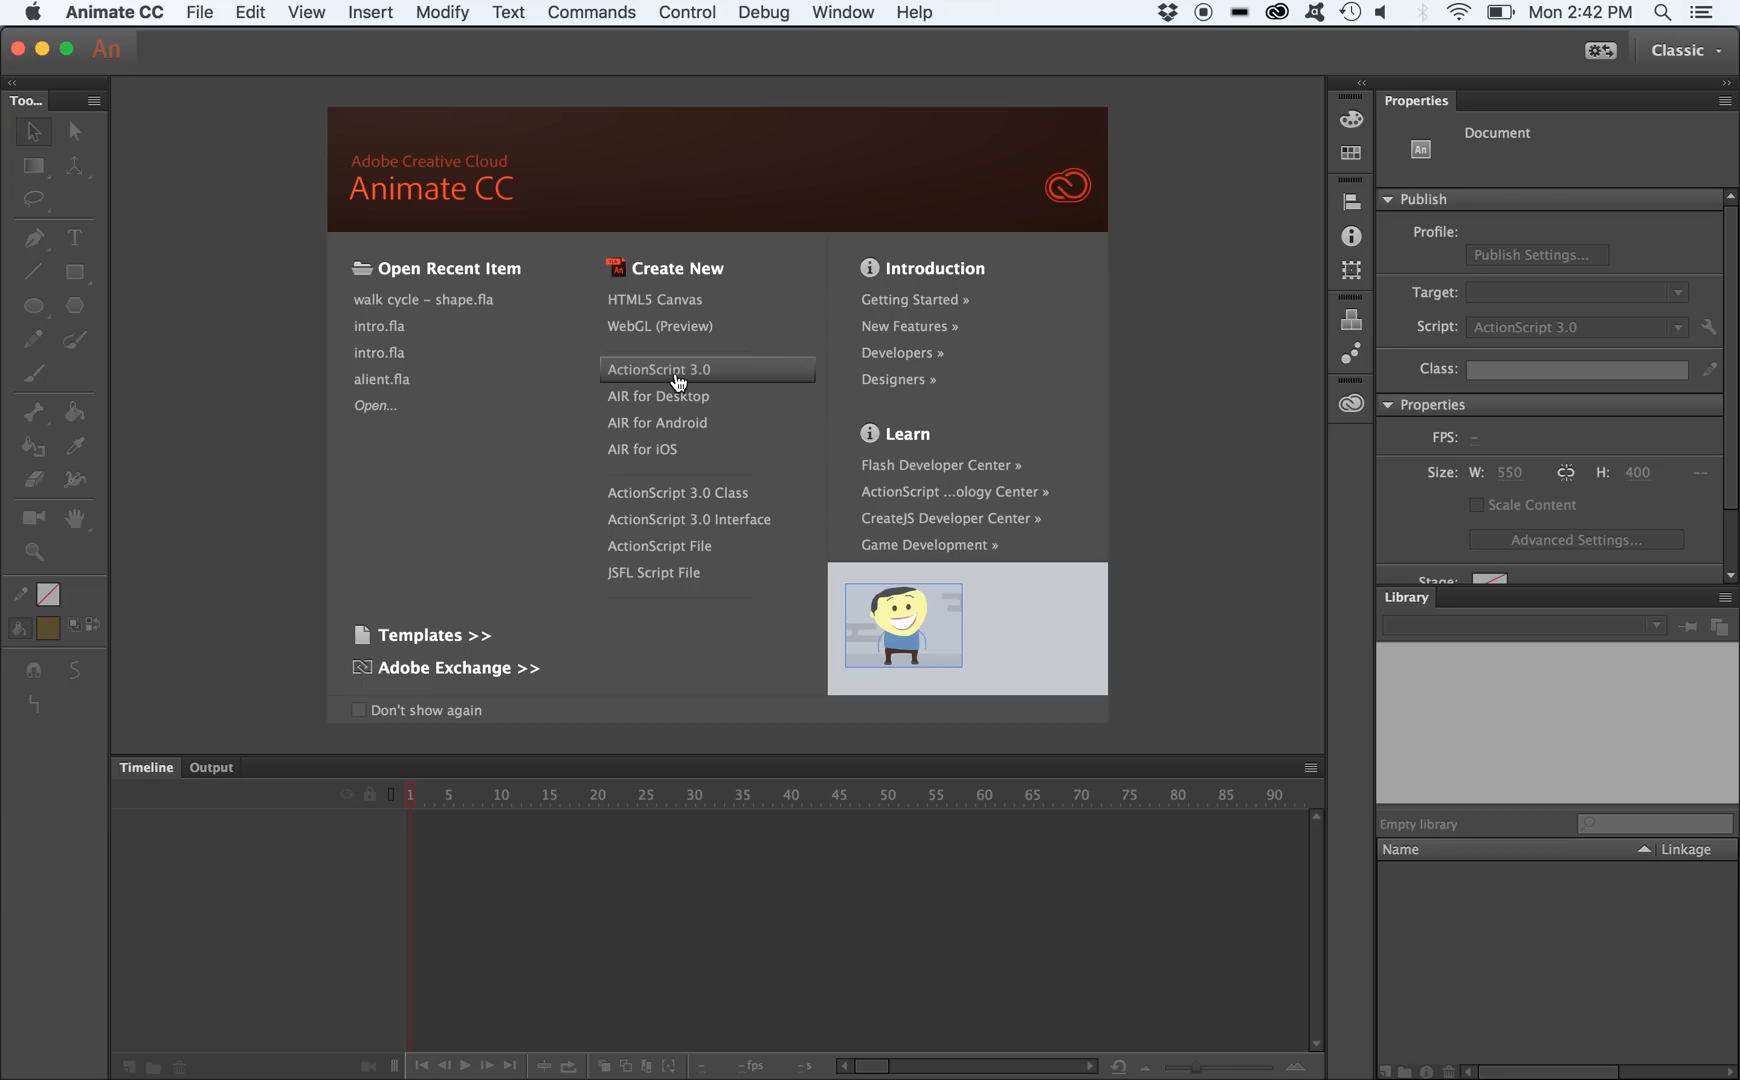 Animate CC File Edit View Insert Modify Text Commands Control Debug Window Help Mon 2:42 PM
An Classic
Too...
Adobe Creative Cloud
Animate CC
Open Recent Item
walk cycle - shape.fla
intro.fla
intro.fla
alient.fla
Open...
Templates >>
Adobe Exchange >>
Don't show again
Create New
HTML5 Canvas
WebGL (Preview)
ActionScript 3.0
AIR for Desktop
AIR for Android
AIR for iOS
ActionScript 3.0 Class
ActionScript 3.0 Interface
ActionScript File
JSFL Script File
Introduction
Getting Started »
New Features »
Developers »
Designers »
Learn
Flash Developer Center »
ActionScript ...ology Center »
CreateJS Developer Center »
Game Development »
Properties
An Document
Publish
Profile:
Publish Settings...
Target:
Script: ActionScript 3.0
Class:
Properties
FPS: –
Size: W: 550 H: 400 --
Scale Content
Advanced Settings...
Stage:
Library
Empty library
Name Linkage
Timeline Output
1 5 10 15 20 25 30 35 40 45 50 55 60 65 70 75 80 85 90
– –fps –s